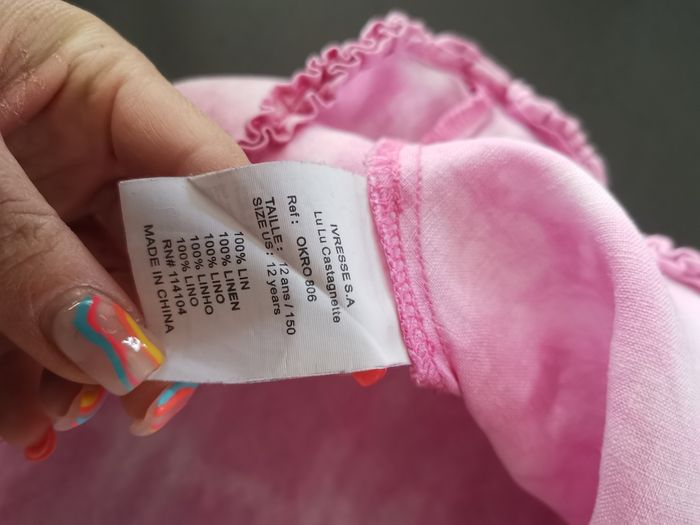 IVRESSE S.A
Lu Lu Castagnette
Ref : OKRO 806
TAILLE : 12 ans / 150
SIZE US : 12 years
100% LIN
100% LINEN
100% LINO
100% LINHO
100% LINO
RN# 114104
MADE IN CHINA